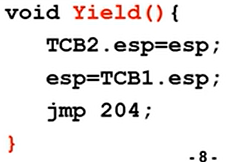 void Yield(){
TCB2.esp=esp;
esp=TCB1.esp;
jmp 204;
}
-8-